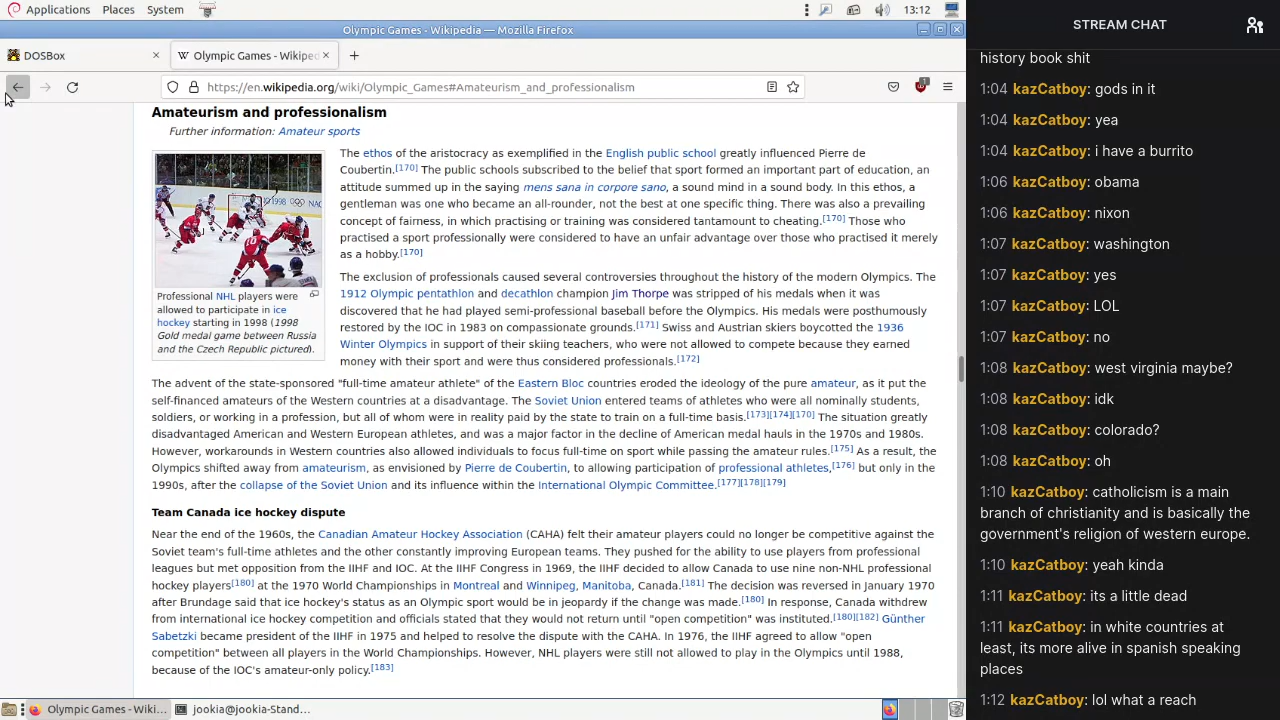 Applications Places System 13:12
Olympic Games - Wikipedia — Mozilla Firefox
DOSBox
Olympic Games - Wikiped
https://en.wikipedia.org/wiki/Olympic_Games#Amateurism_and_professionalism
Amateurism and professionalism
Further information: Amateur sports
The ethos of the aristocracy as exemplified in the English public school greatly influenced Pierre de
Coubertin.[170] The public schools subscribed to the belief that sport formed an important part of education, an
attitude summed up in the saying mens sana in corpore sano, a sound mind in a sound body. In this ethos, a
gentleman was one who became an all-rounder, not the best at one specific thing. There was also a prevailing
concept of fairness, in which practising or training was considered tantamount to cheating.[170] Those who
practised a sport professionally were considered to have an unfair advantage over those who practised it merely
as a hobby.[170]
Professional NHL players were
allowed to participate in ice
hockey starting in 1998 (1998
Gold medal game between Russia
and the Czech Republic pictured).
The exclusion of professionals caused several controversies throughout the history of the modern Olympics. The
1912 Olympic pentathlon and decathlon champion Jim Thorpe was stripped of his medals when it was
discovered that he had played semi-professional baseball before the Olympics. His medals were posthumously
restored by the IOC in 1983 on compassionate grounds.[171] Swiss and Austrian skiers boycotted the 1936
Winter Olympics in support of their skiing teachers, who were not allowed to compete because they earned
money with their sport and were thus considered professionals.[172]
The advent of the state-sponsored "full-time amateur athlete" of the Eastern Bloc countries eroded the ideology of the pure amateur, as it put the
self-financed amateurs of the Western countries at a disadvantage. The Soviet Union entered teams of athletes who were all nominally students,
soldiers, or working in a profession, but all of whom were in reality paid by the state to train on a full-time basis.[173][174][170] The situation greatly
disadvantaged American and Western European athletes, and was a major factor in the decline of American medal hauls in the 1970s and 1980s.
However, workarounds in Western countries also allowed individuals to focus full-time on sport while passing the amateur rules.[175] As a result, the
Olympics shifted away from amateurism, as envisioned by Pierre de Coubertin, to allowing participation of professional athletes,[176] but only in the
1990s, after the collapse of the Soviet Union and its influence within the International Olympic Committee.[177][178][179]
Team Canada ice hockey dispute
Near the end of the 1960s, the Canadian Amateur Hockey Association (CAHA) felt their amateur players could no longer be competitive against the
Soviet team's full-time athletes and the other constantly improving European teams. They pushed for the ability to use players from professional
leagues but met opposition from the IIHF and IOC. At the IIHF Congress in 1969, the IIHF decided to allow Canada to use nine non-NHL professional
hockey players[180] at the 1970 World Championships in Montreal and Winnipeg, Manitoba, Canada.[181] The decision was reversed in January 1970
after Brundage said that ice hockey's status as an Olympic sport would be in jeopardy if the change was made.[180] In response, Canada withdrew
from international ice hockey competition and officials stated that they would not return until "open competition" was instituted.[180][182] Günther
Sabetzki became president of the IIHF in 1975 and helped to resolve the dispute with the CAHA. In 1976, the IIHF agreed to allow "open
competition" between all players in the World Championships. However, NHL players were still not allowed to play in the Olympics until 1988,
because of the IOC's amateur-only policy.[183]
Olympic Games - Wiki...
jookia@jookia-Stand...
STREAM CHAT
history book shit
1:04 kazCatboy: gods in it
1:04 kazCatboy: yea
1:04 kazCatboy: i have a burrito
1:06 kazCatboy: obama
1:06 kazCatboy: nixon
1:07 kazCatboy: washington
1:07 kazCatboy: yes
1:07 kazCatboy: LOL
1:07 kazCatboy: no
1:08 kazCatboy: west virginia maybe?
1:08 kazCatboy: idk
1:08 kazCatboy: colorado?
1:08 kazCatboy: oh
1:10 kazCatboy: catholicism is a main
branch of christianity and is basically the
government's religion of western europe.
1:10 kazCatboy: yeah kinda
1:11 kazCatboy: its a little dead
1:11 kazCatboy: in white countries at
least, its more alive in spanish speaking
places
1:12 kazCatboy: lol what a reach